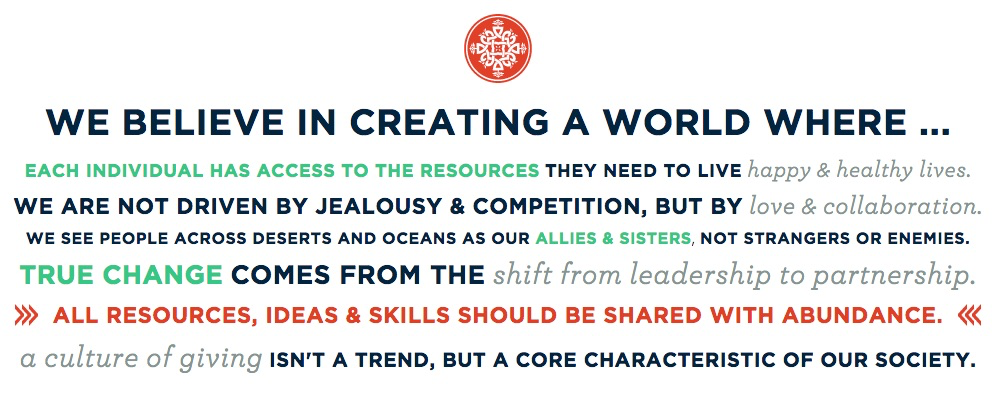 WE BELIEVE IN CREATING A WORLD WHERE ...
EACH INDIVIDUAL HAS ACCESS TO THE RESOURCES THEY NEED TO LIVE happy & healthy lives.
WE ARE NOT DRIVEN BY JEALOUSY & COMPETITION, BUT BY love & collaboration.
WE SEE PEOPLE ACROSS DESERTS AND OCEANS AS OUR ALLIES & SISTERS, NOT STRANGERS OR ENEMIES.
TRUE CHANGE COMES FROM THE shift from leadership to partnership.
ALL RESOURCES, IDEAS & SKILLS SHOULD BE SHARED WITH ABUNDANCE.
a culture of giving ISN'T A TREND, BUT A CORE CHARACTERISTIC OF OUR SOCIETY.